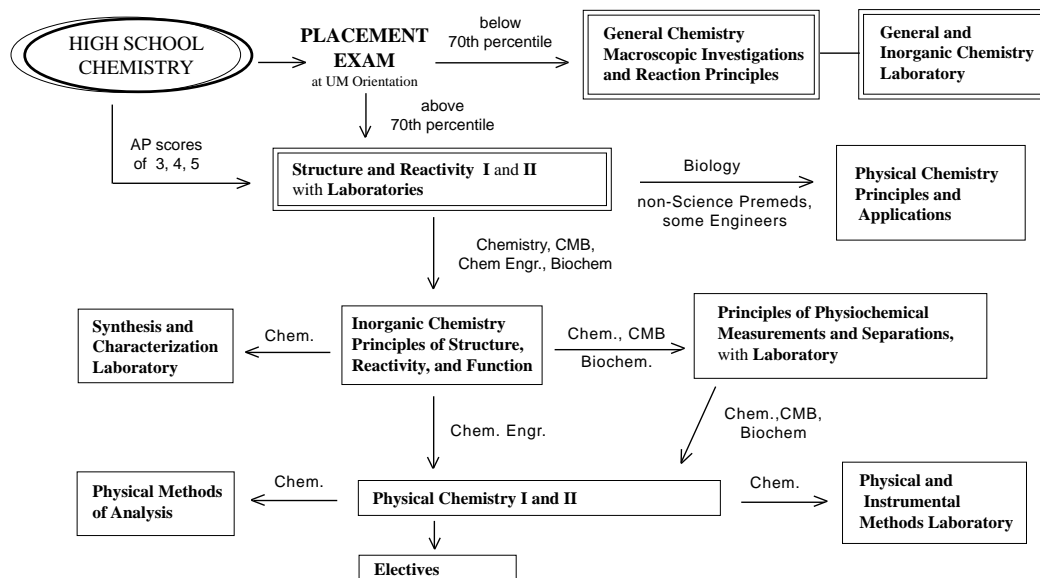 HIGH SCHOOL
CHEMISTRY
PLACEMENT
EXAM
at UM Orientation
below
70th percentile
General Chemistry
Macroscopic Investigations
and Reaction Principles
General and
Inorganic Chemistry
Laboratory
above
70th percentile
AP scores
of 3, 4, 5
Structure and Reactivity I and II
with Laboratories
Biology
non-Science Premeds,
some Engineers
Physical Chemistry
Principles and
Applications
Chemistry, CMB,
Chem Engr., Biochem
Synthesis and
Characterization
Laboratory
Chem.
Inorganic Chemistry
Principles of Structure,
Reactivity, and Function
Chem., CMB
Biochem.
Principles of Physiochemical
Measurements and Separations,
with Laboratory
Chem. Engr.
Chem.,CMB,
Biochem
Physical Methods
of Analysis
Chem.
Physical Chemistry I and II
Chem.
Physical and
Instrumental
Methods Laboratory
Electives